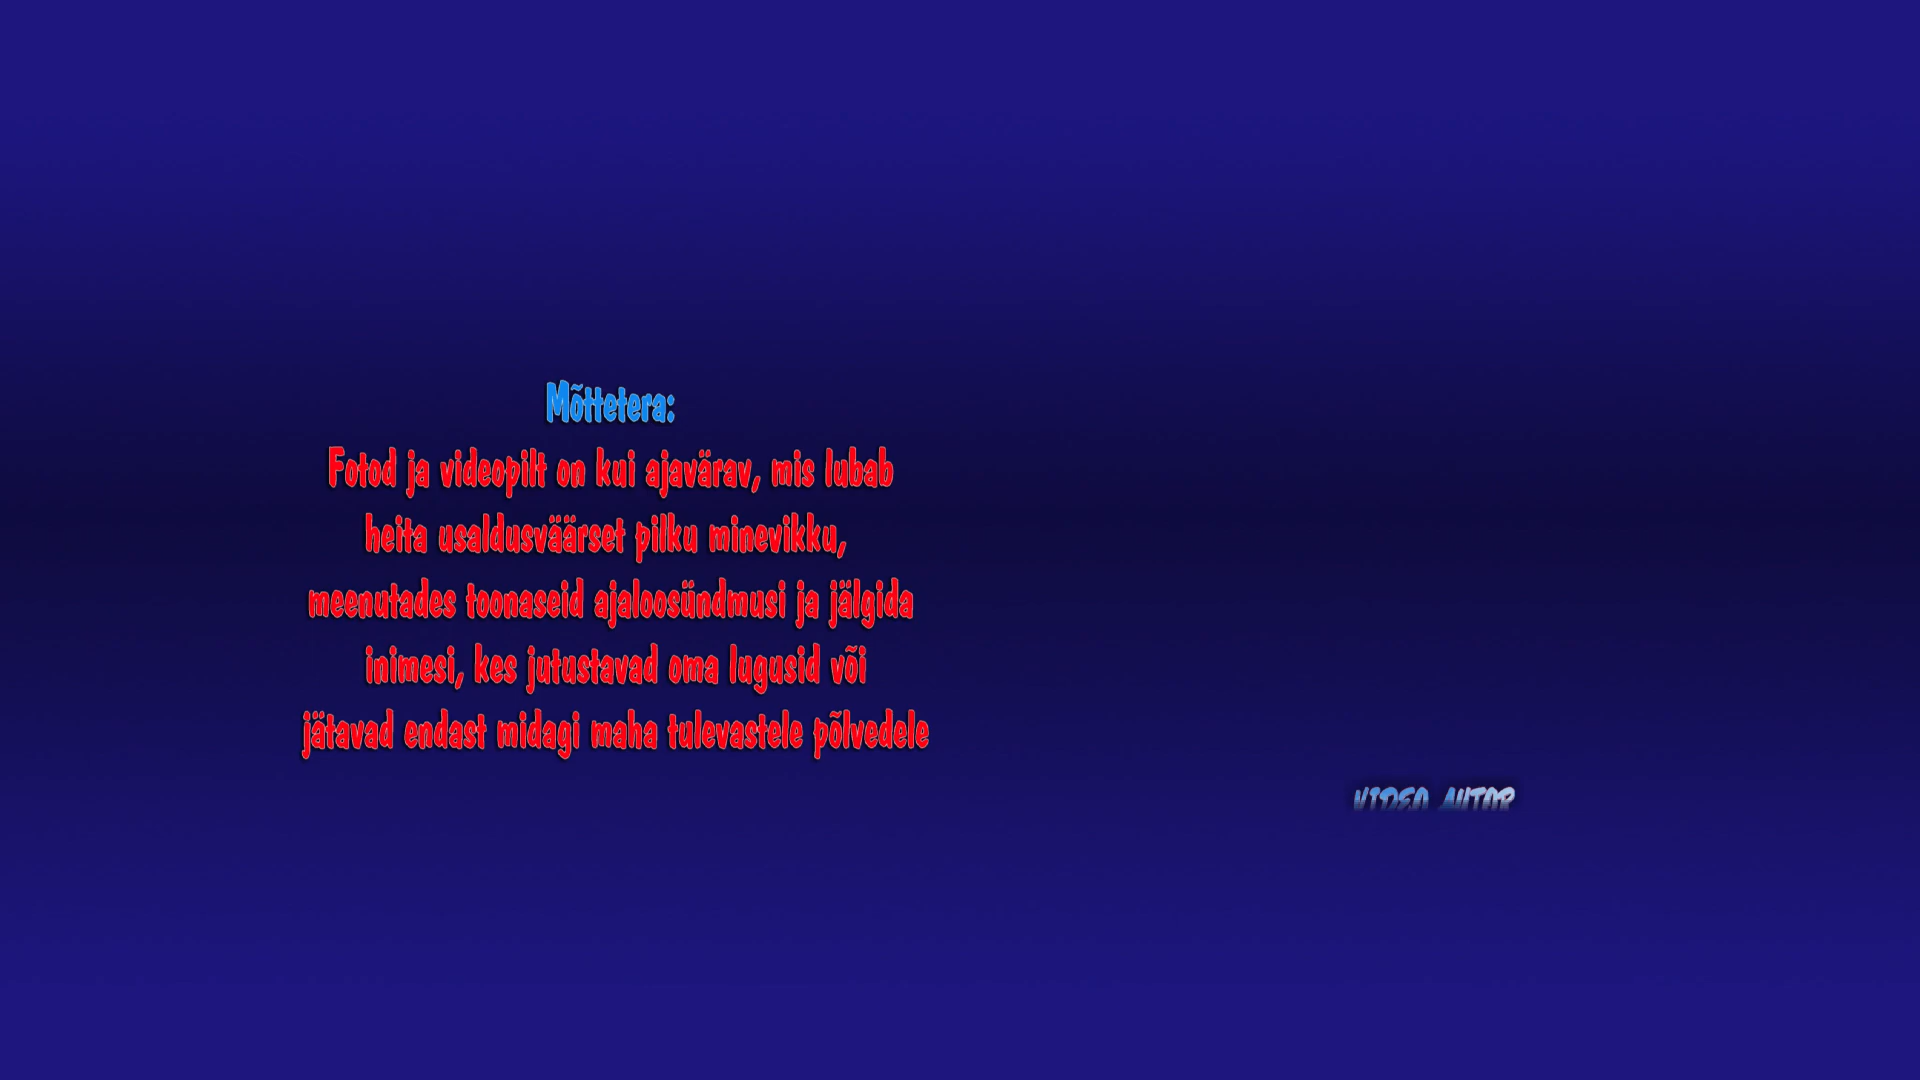 Mõttetera:
Fotod ja videopilt on kui ajavärav, mis lubab
heita usaldusväärset pilku minevikku,
meenutades toonaseid ajaloosündmusi ja jälgida
inimesi, kes jutustavad oma lugusid või
jätavad endast midagi maha tulevastele põlvedele
VIDEO AUTOR